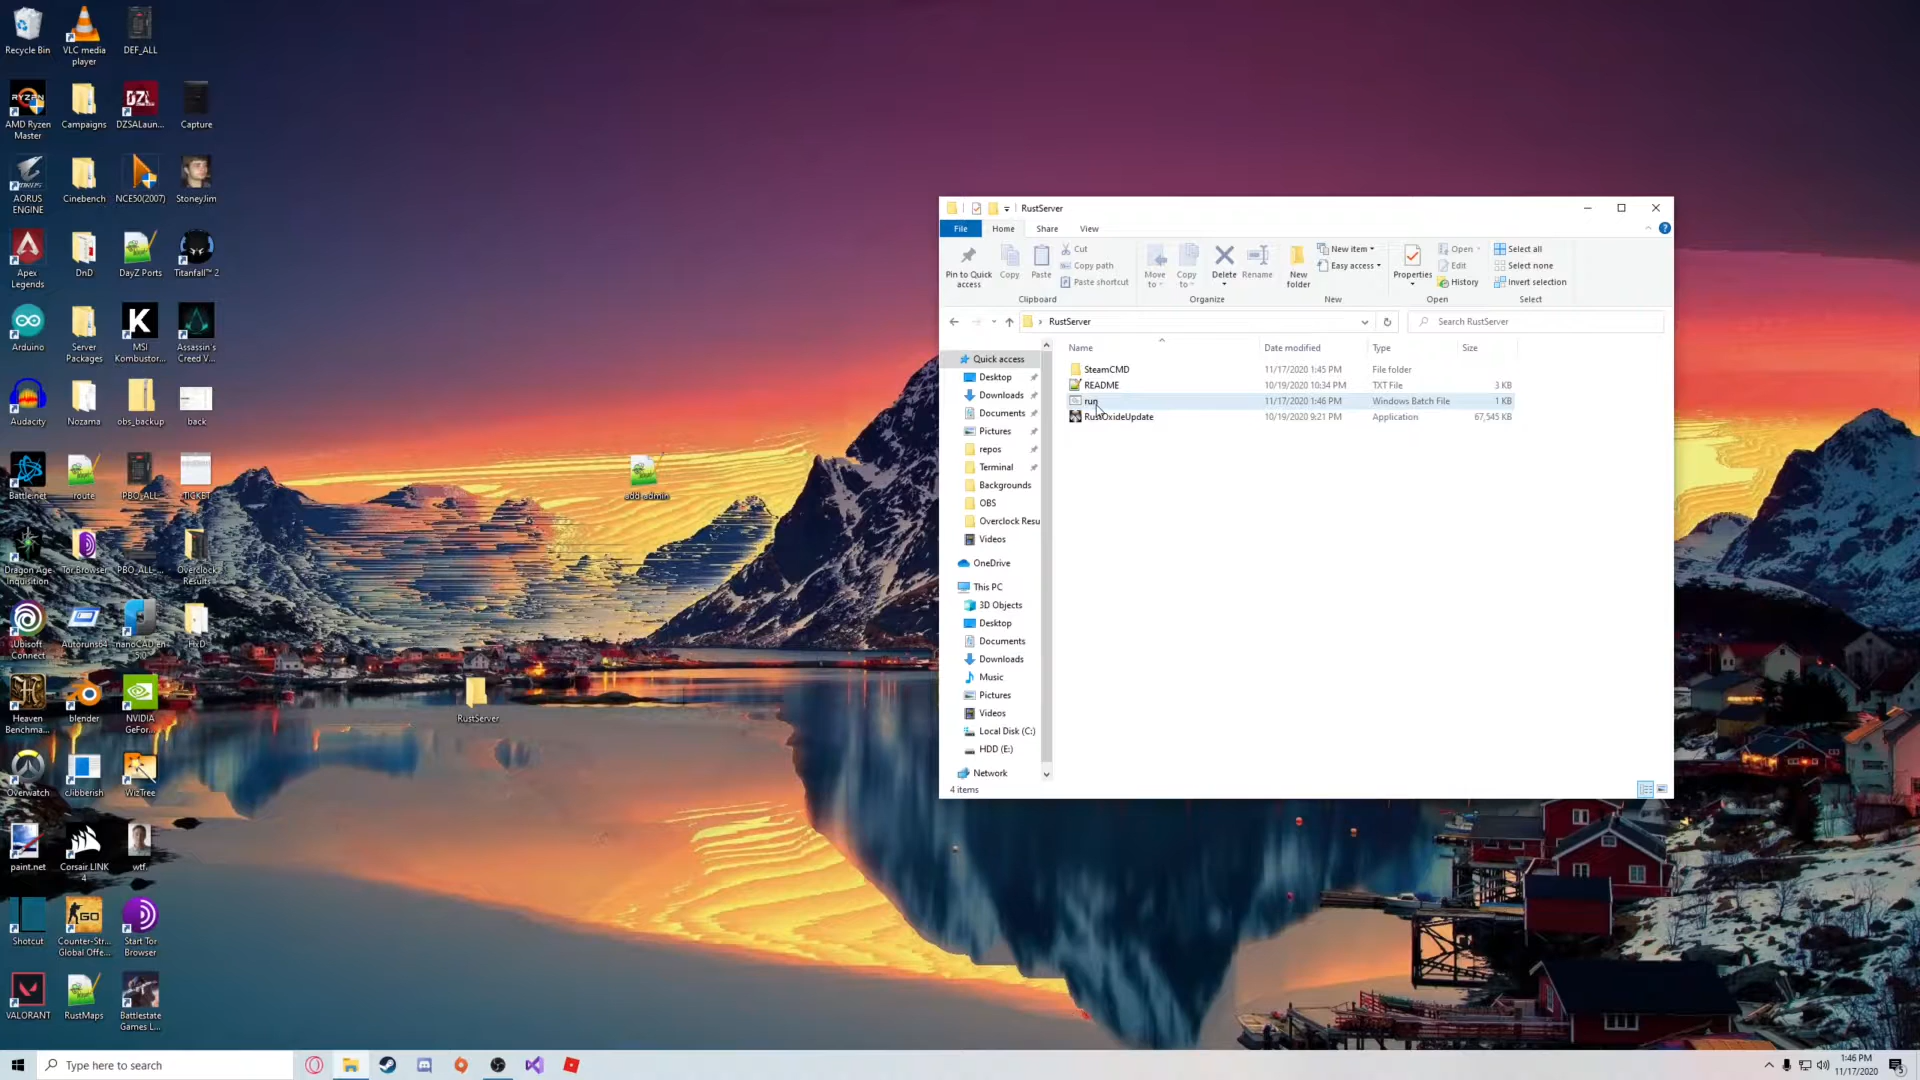 Recycle Bin
VLC media
player
DEF_ALL
AMD Ryzen
Master
Campaigns
DZSALaun...
Capture
AORUS
ENGINE
Cinebench
NCE50(2007)
StoneyJim
Apex
Legends
DnD
DayZ Ports
Titanfall™ 2
Arduino
Server
Packages
MSI
Kombustor...
Assassin's
Creed V...
Audacity
Nozama
obs_backup
back
Battle.net
route
PBO_ALL
TICKET
Dragon Age
Inquisition
Tor Browser
PBO_ALL-...
Overclock
Results
Ubisoft
Connect
Autoruns64
nanoCAD en
5.0
HxD
Heaven
Benchma...
blender
NVIDIA
GeFor...
Overwatch
cJibberish
WizTree
paint.net
Corsair LINK
4
wtf
Shotcut
Counter-Str...
Global Offe...
Start Tor
Browser
VALORANT
RustMaps
Battlestate
Games L...
add admin
RustServer
RustServer
File
Home
Share
View
Pin to Quick
access
Copy
Paste
Cut
Copy path
Paste shortcut
Clipboard
Move
to
Copy
to
Delete
Rename
Organize
New
folder
New item
Easy access
New
Properties
Open
Edit
History
Open
Select all
Select none
Invert selection
Select
RustServer
Search RustServer
Name
Date modified
Type
Size
SteamCMD
11/17/2020 1:45 PM
File folder
README
10/19/2020 10:34 PM
TXT File
3 KB
run
11/17/2020 1:46 PM
Windows Batch File
1 KB
RustOxideUpdate
10/19/2020 9:21 PM
Application
67,545 KB
Quick access
Desktop
Downloads
Documents
Pictures
repos
Terminal
Backgrounds
OBS
Overclock Resu
Videos
OneDrive
This PC
3D Objects
Desktop
Documents
Downloads
Music
Pictures
Videos
Local Disk (C:)
HDD (E:)
Network
4 items
Type here to search
1:46 PM
11/17/2020